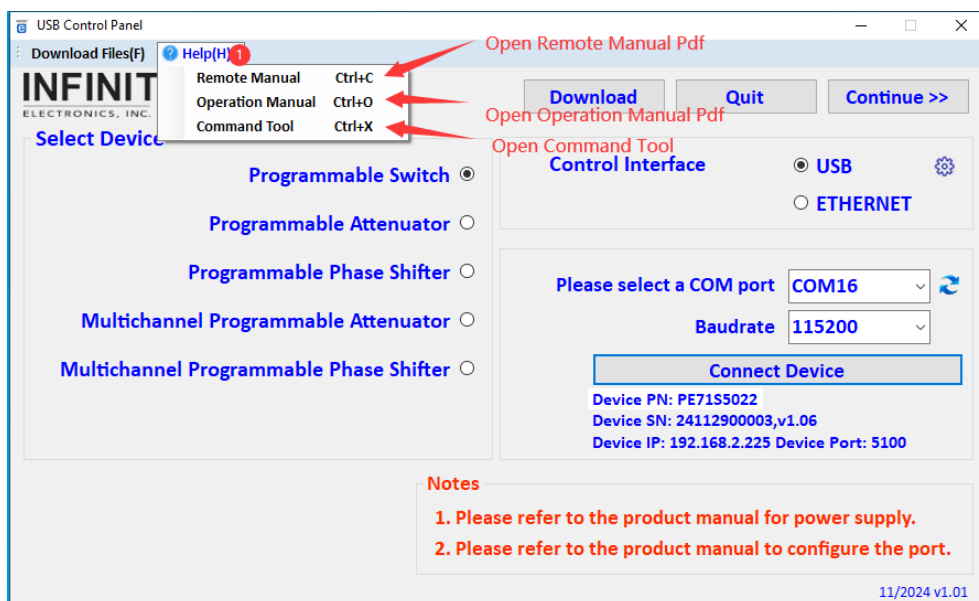 USB Control Panel
Download Files(F) Help(H) 1
Open Remote Manual Pdf
Remote Manual Ctrl+C
Operation Manual Ctrl+O
Command Tool Ctrl+X
Open Operation Manual Pdf
Open Command Tool
INFINIT
ELECTRONICS, INC.
Download Quit Continue >>
Select Device
Programmable Switch
Programmable Attenuator
Programmable Phase Shifter
Multichannel Programmable Attenuator
Multichannel Programmable Phase Shifter
Control Interface
USB
ETHERNET
Please select a COM port COM16
Baudrate 115200
Connect Device
Device PN: PE71S5022
Device SN: 24112900003,v1.06
Device IP: 192.168.2.225 Device Port: 5100
Notes
1. Please refer to the product manual for power supply.
2. Please refer to the product manual to configure the port.
11/2024 v1.01